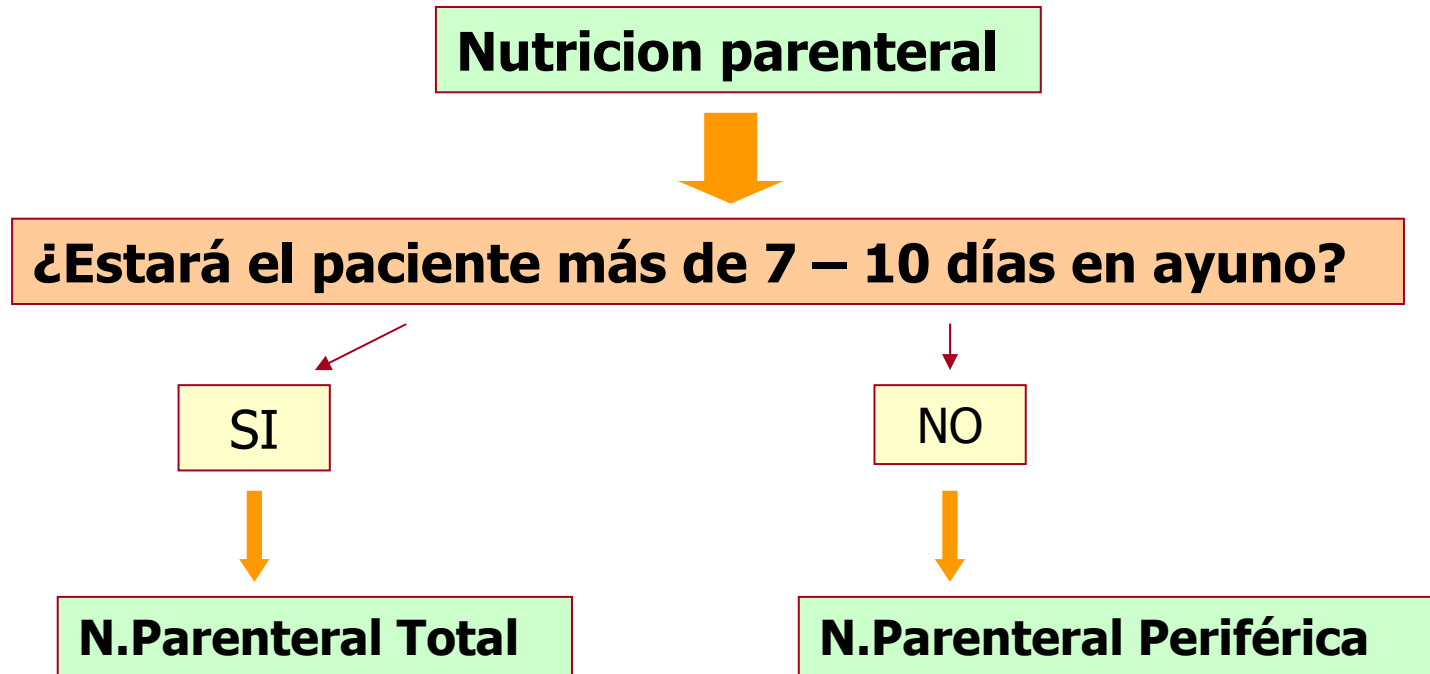 Nutricion parenteral
¿Estará el paciente más de 7 – 10 días en ayuno?
SI
NO
N.Parenteral Total
N.Parenteral Periférica